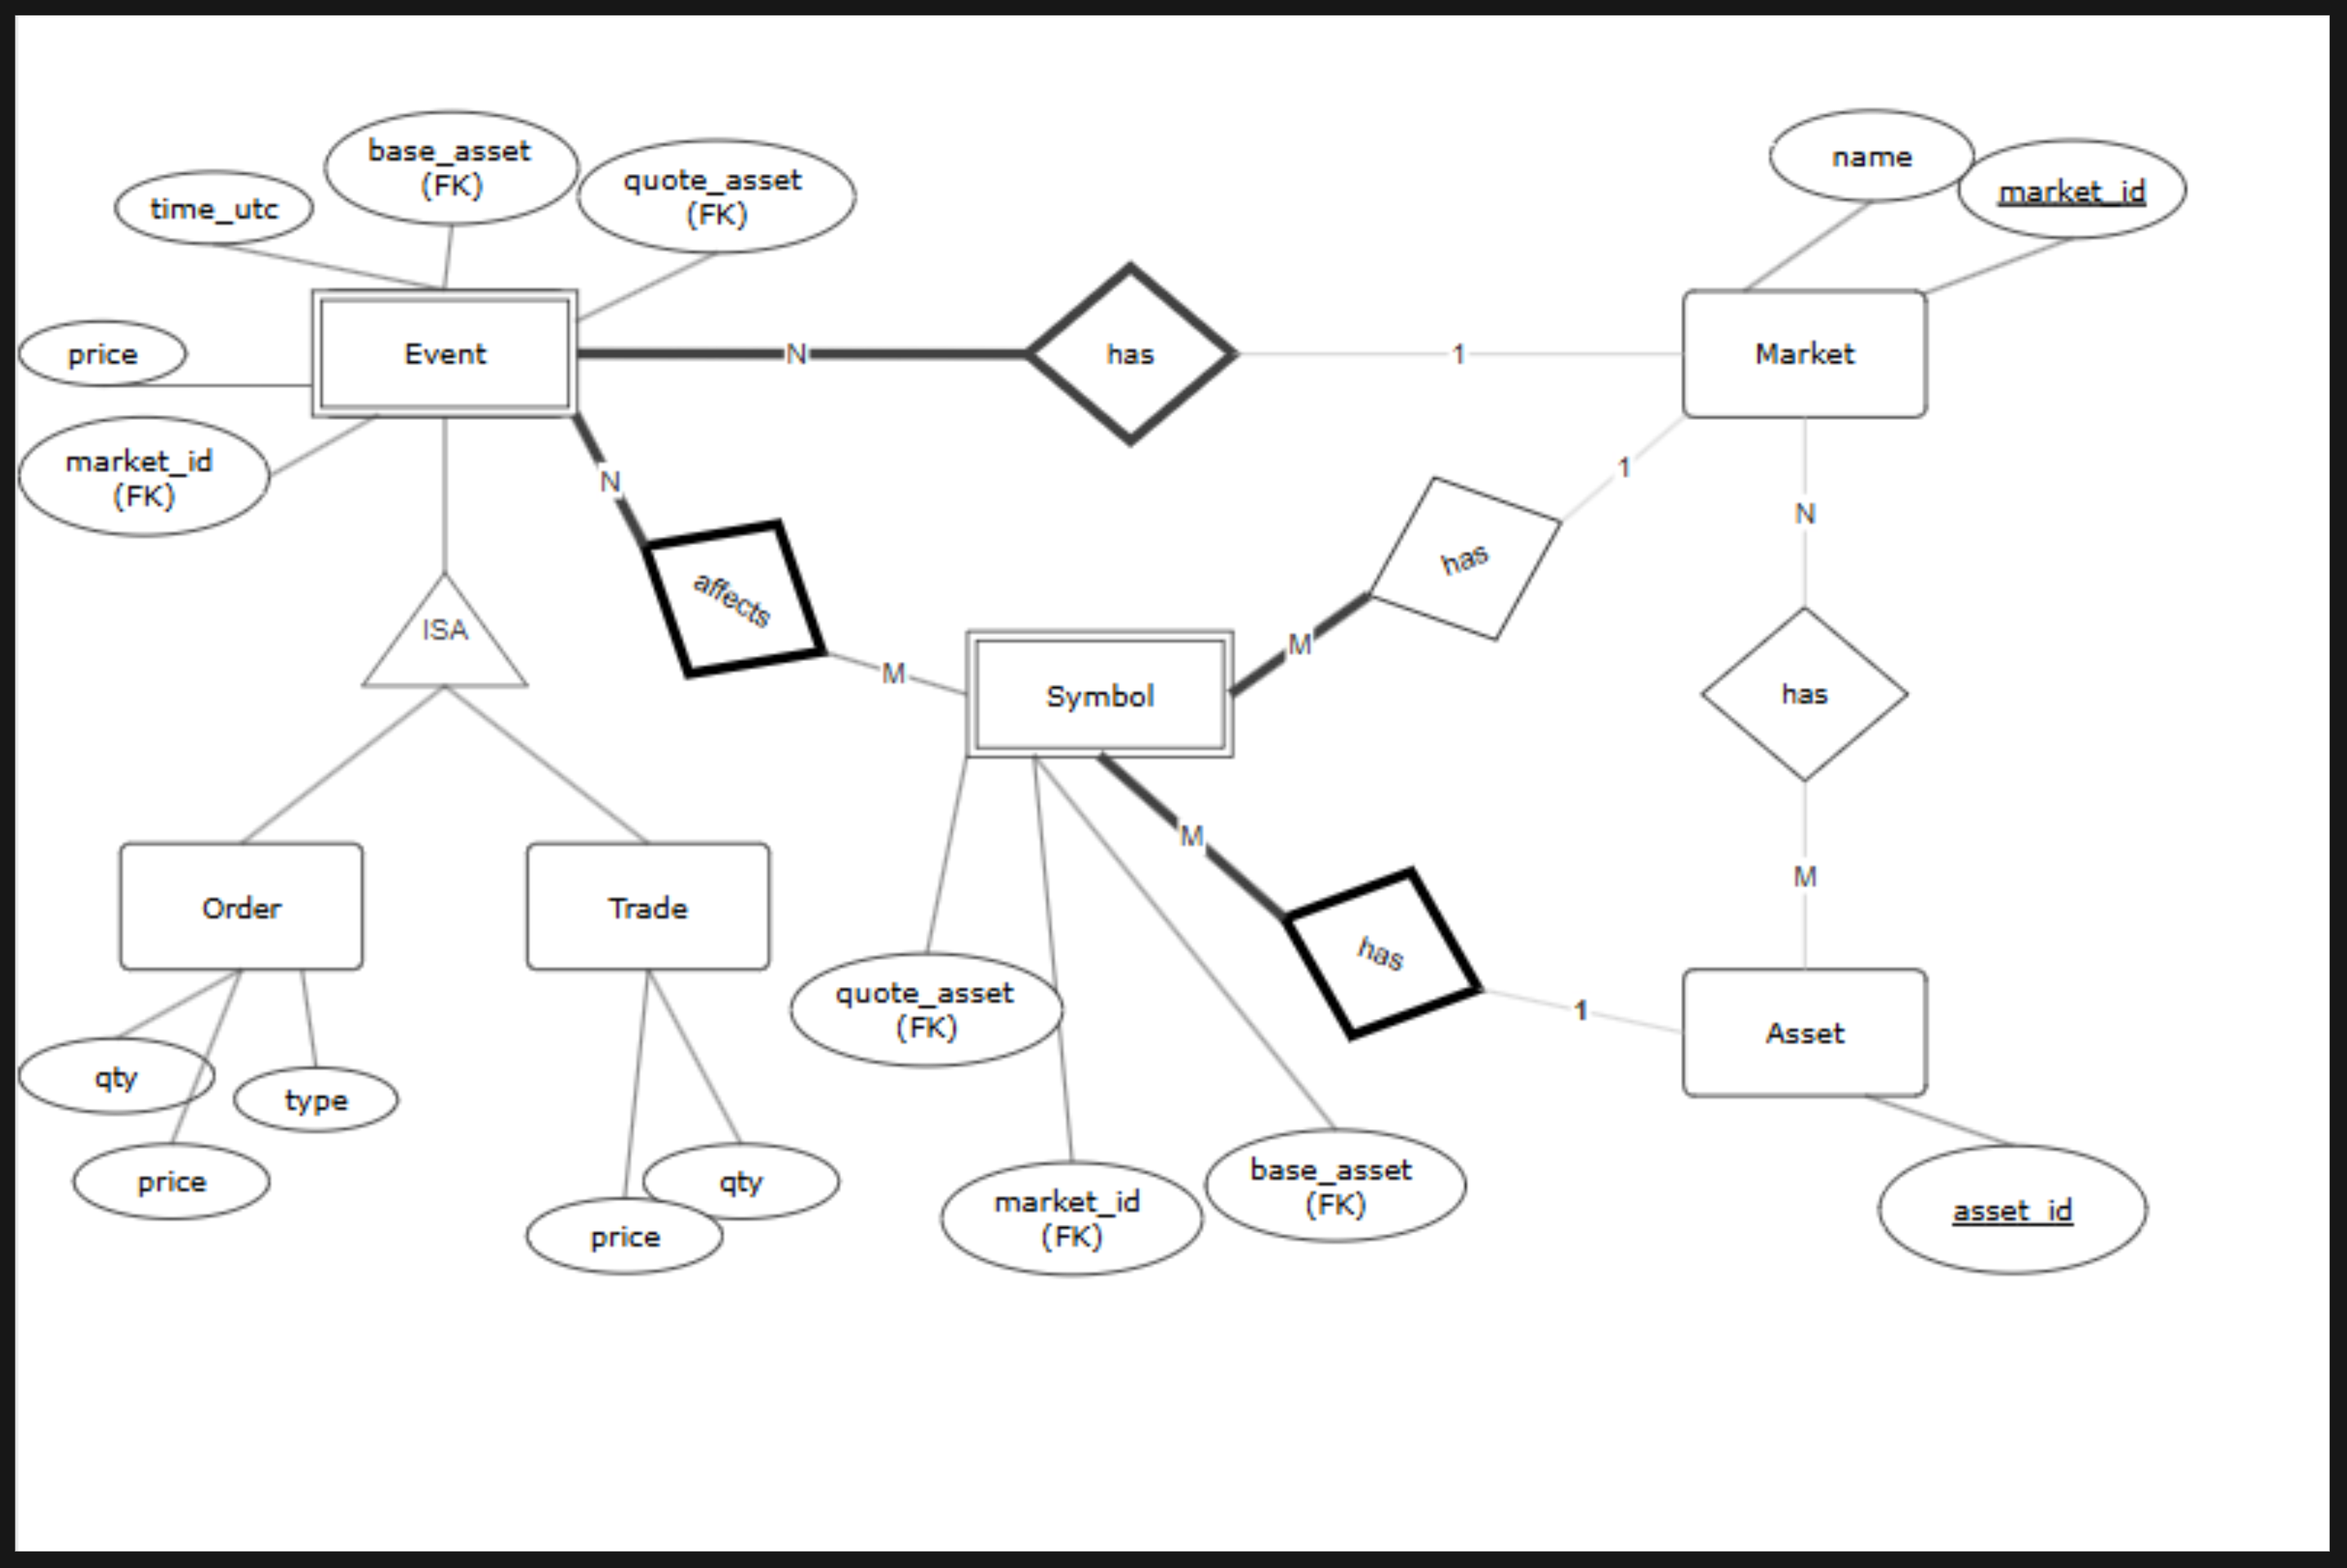 name
base_asset
(FK)
quote_asset
(FK)
market_id
time_utc
price
Event
N
has
1
Market
market_id
(FK)
N
1
N
has
affects
ISA
M
M
Symbol
has
M
M
Order
Trade
has
quote_asset
(FK)
1
Asset
qty
type
price
qty
market_id
(FK)
base_asset
(FK)
asset_id
price